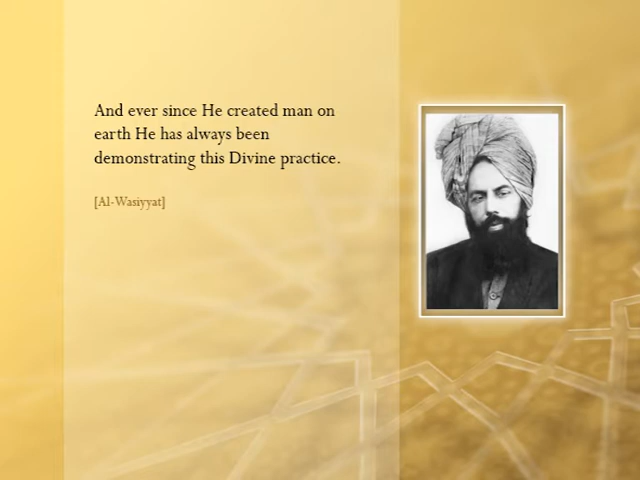 And ever since He created man on
earth He has always been
demonstrating this Divine practice.
[Al-Wasiyyat]